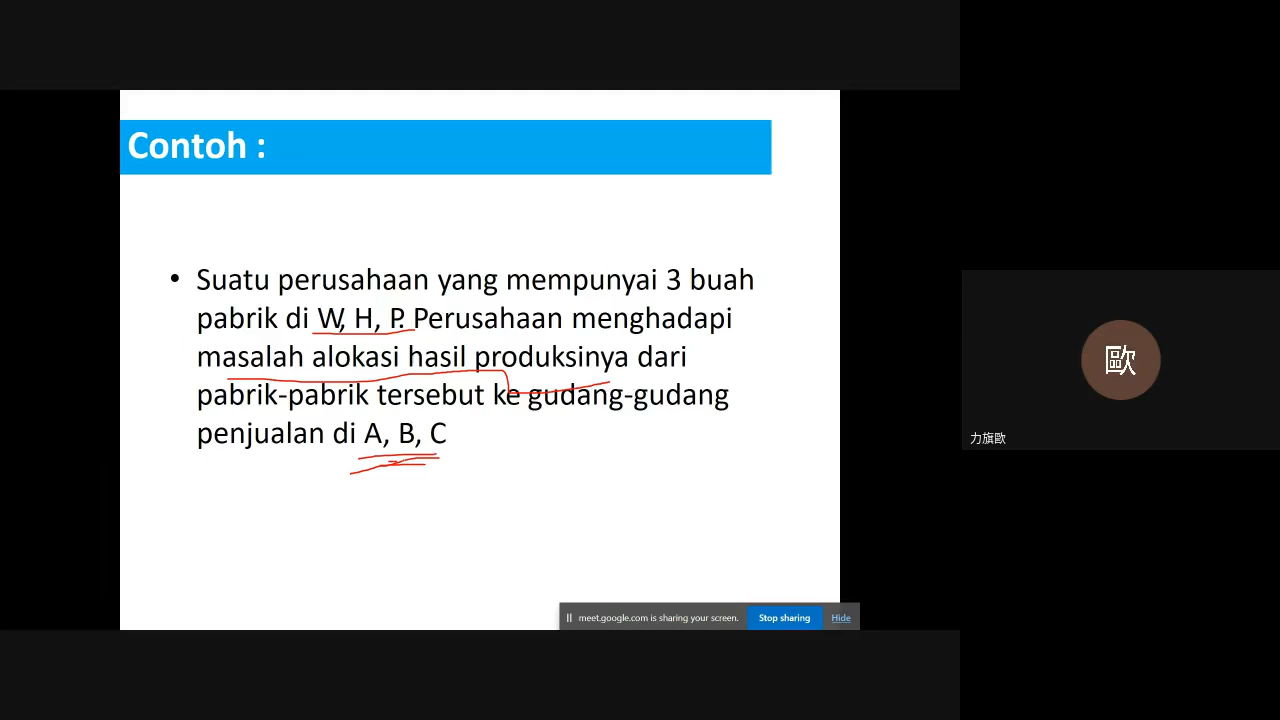 Contoh :
• Suatu perusahaan yang mempunyai 3 buah
pabrik di W, H, P. Perusahaan menghadapi
masalah alokasi hasil produksinya dari
pabrik-pabrik tersebut ke gudang-gudang
penjualan di A, B, C
歐
力旗歐
meet.google.com is sharing your screen. Stop sharing Hide